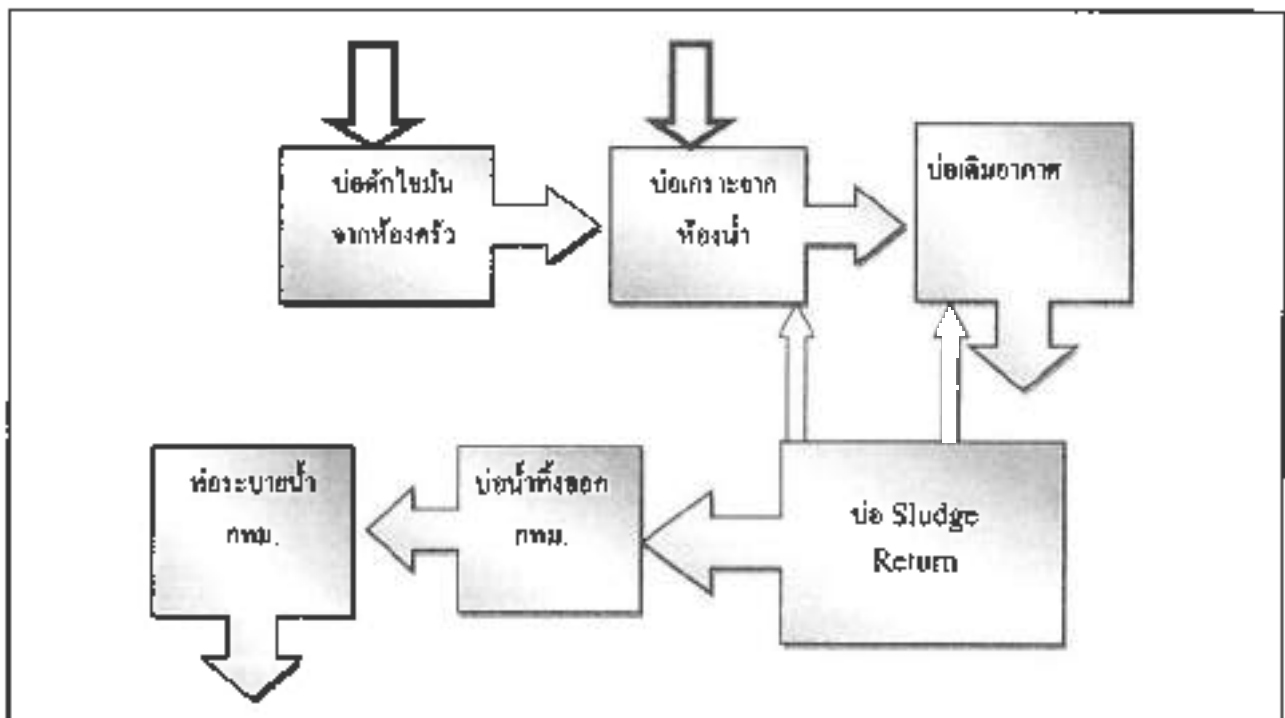 บ่อดักไขมัน
จากห้องครัว
บ่อเกราะจาก
ห้องน้ำ
บ่อเติมอากาศ
ท่อระบายน้ำ
กทม.
บ่อน้ำทิ้งออก
กทม.
บ่อ Sludge
Return